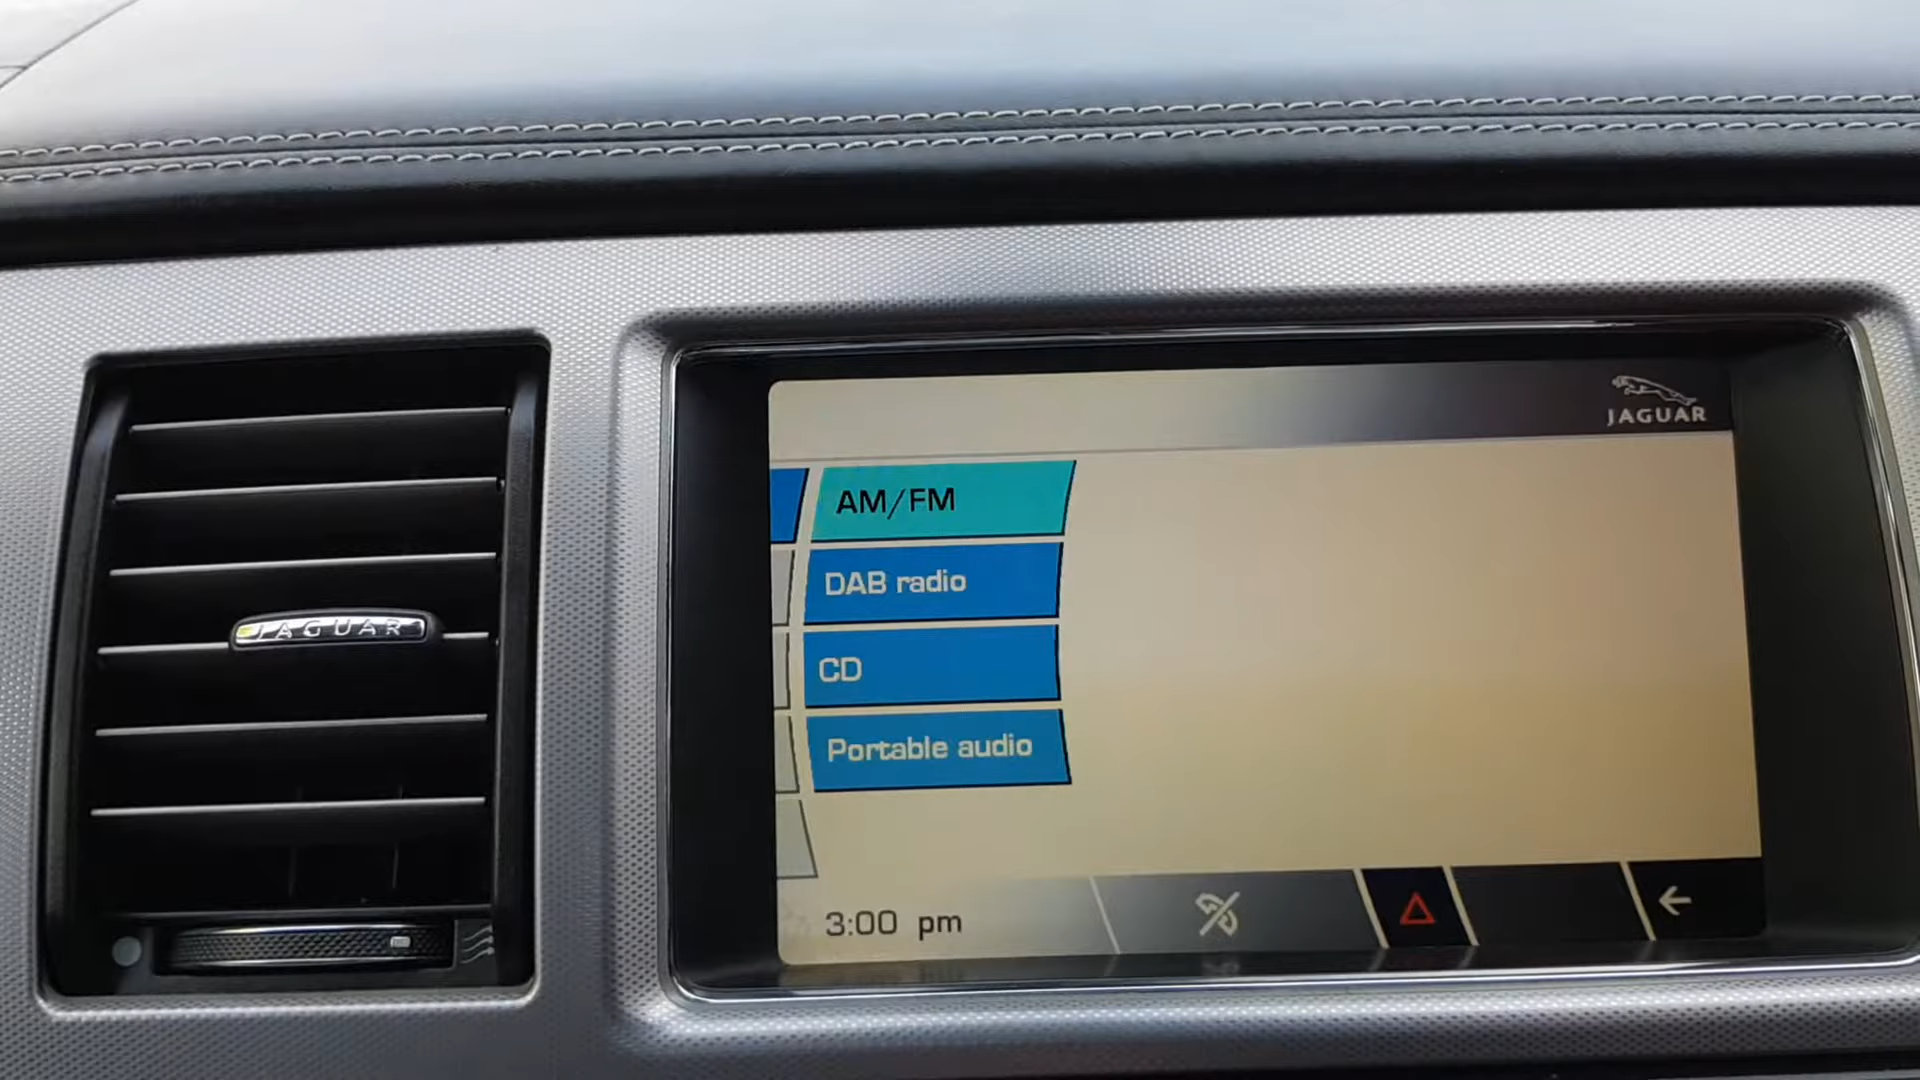 JAGUAR
AM/FM
DAB radio
CD
JAGUAR
Portable audio
3:00 pm